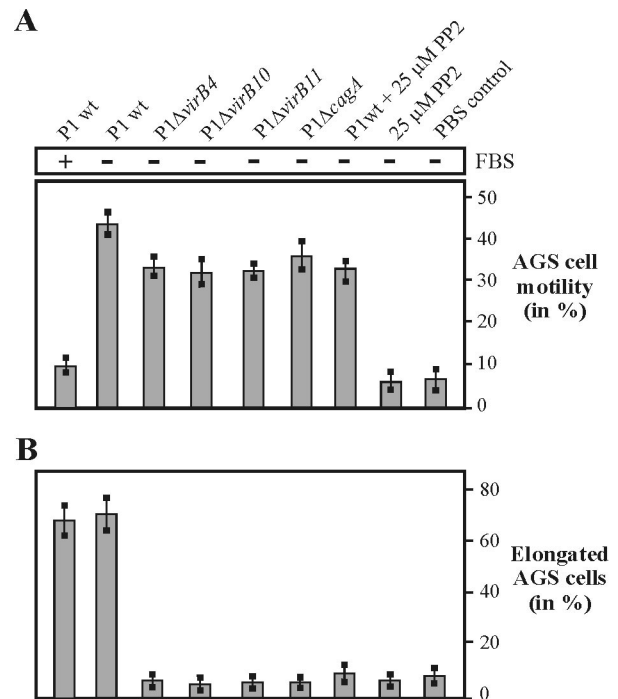 A
P1 wt
P1 wt
P1ΔvirB4
P1ΔvirB10
P1ΔvirB11
P1ΔcagA
P1wt + 25 μM PP2
25 μM PP2
PBS control
+ - - - - - - - - FBS
50
40
30
20
10
0
AGS cell
motility
(in %)
B
80
60
40
20
0
Elongated
AGS cells
(in %)